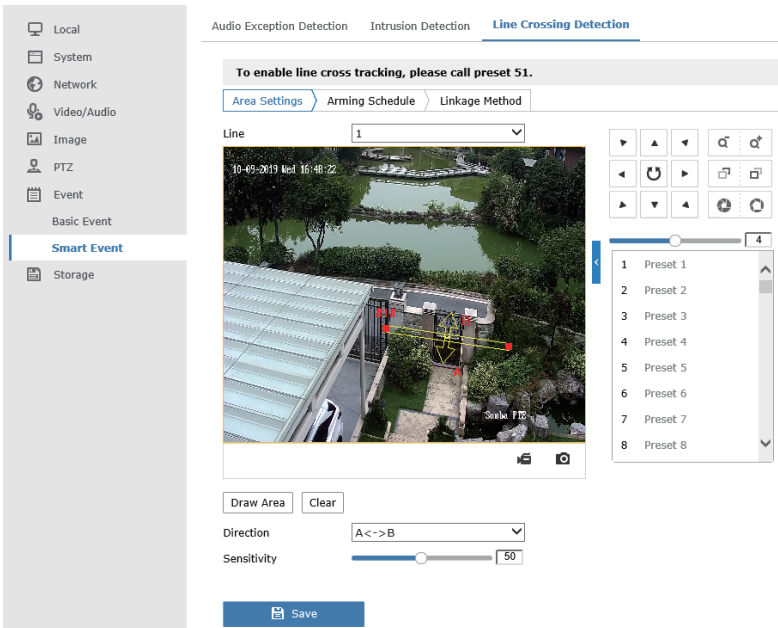 Local
System
Network
Video/Audio
Image
PTZ
Event
Basic Event
Smart Event
Storage
Audio Exception Detection
Intrusion Detection
Line Crossing Detection
To enable line cross tracking, please call preset 51.
Area Settings
Arming Schedule
Linkage Method
Line
1
10-09-2019 Wed 16:48:22
A
Sunba PTZ
Draw Area
Clear
Direction
A<->B
Sensitivity
50
Save
4
1 Preset 1
2 Preset 2
3 Preset 3
4 Preset 4
5 Preset 5
6 Preset 6
7 Preset 7
8 Preset 8